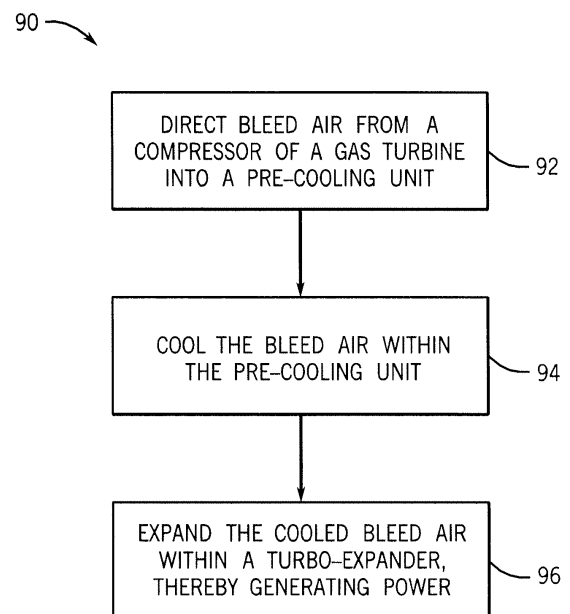 90
DIRECT BLEED AIR FROM A
COMPRESSOR OF A GAS TURBINE
INTO A PRE-COOLING UNIT
92
COOL THE BLEED AIR WITHIN
THE PRE-COOLING UNIT
94
EXPAND THE COOLED BLEED AIR
WITHIN A TURBO-EXPANDER,
THEREBY GENERATING POWER
96